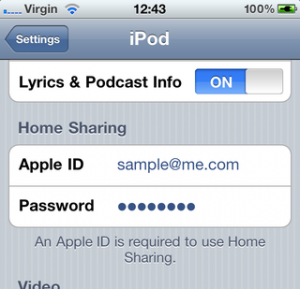 Virgin 12:43 100%
Settings iPod
Lyrics & Podcast Info ON
Home Sharing
Apple ID sample@me.com
Password ••••••••
An Apple ID is required to use Home
Sharing.
Video